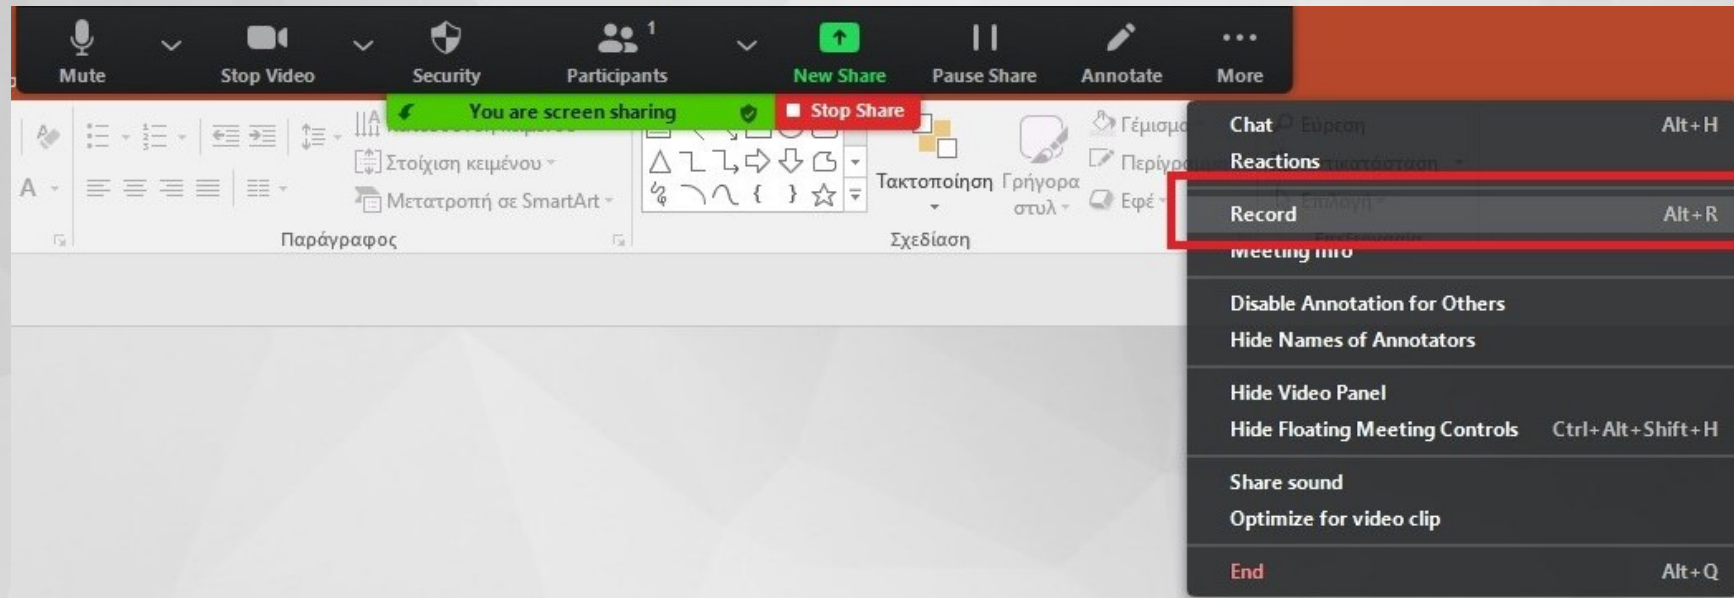 Mute Stop Video Security Participants 1 New Share Pause Share Annotate More
You are screen sharing Stop Share
Στοίχιση κειμένου
Μετατροπή σε SmartArt
Παράγραφος
Τακτοποίηση
Γρήγορα
στυλ
Γέμισμα
Εφέ
Σχεδίαση
Chat Alt+H
Reactions
Record Alt+R
Meeting Info
Disable Annotation for Others
Hide Names of Annotators
Hide Video Panel
Hide Floating Meeting Controls Ctrl+Alt+Shift+H
Share sound
Optimize for video clip
End Alt+Q